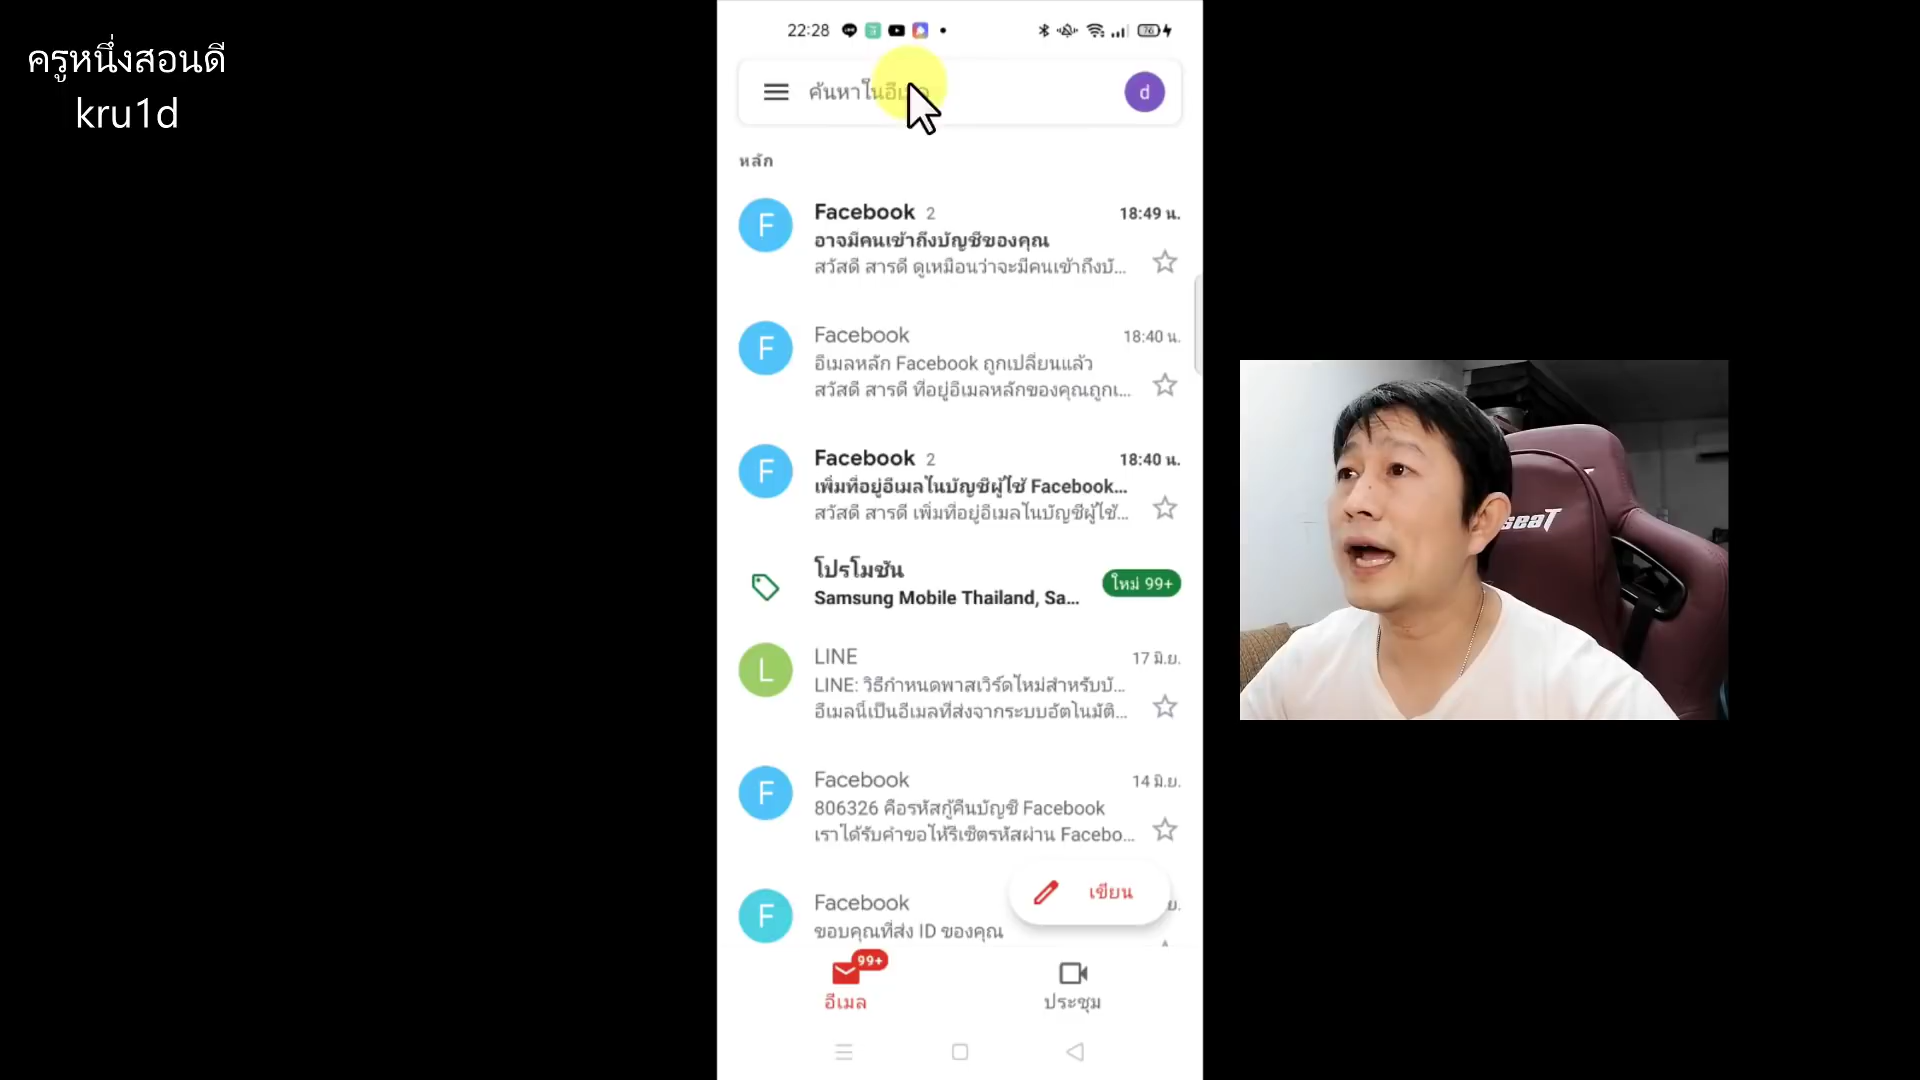 ครูหนึ่งสอนดี
kru1d
22:28
76
ค้นหาในอีเมล
d
หลัก
F
Facebook 2
18:49 น.
อาจมีคนเข้าถึงบัญชีของคุณ
สวัสดี สารดี ดูเหมือนว่าจะมีคนเข้าถึงบั...
F
Facebook
18:40 น.
อีเมลหลัก Facebook ถูกเปลี่ยนแล้ว
สวัสดี สารดี ที่อยู่อีเมลหลักของคุณถูกเ...
F
Facebook 2
18:40 น.
เพิ่มที่อยู่อีเมลในบัญชีผู้ใช้ Facebook...
สวัสดี สารดี เพิ่มที่อยู่อีเมลในบัญชีผู้ใช้...
โปรโมชัน
ใหม่ 99+
Samsung Mobile Thailand, Sa...
L
LINE
17 มิ.ย.
LINE: วิธีกำหนดพาสเวิร์ดใหม่สำหรับบั...
อีเมลนี้เป็นอีเมลที่ส่งจากระบบอัตโนมัติ...
F
Facebook
14 มิ.ย.
806326 คือรหัสกู้คืนบัญชี Facebook
เราได้รับคำขอให้รีเซ็ตรหัสผ่าน Facebo...
เขียน
F
Facebook
ขอบคุณที่ส่ง ID ของคุณ
99+
อีเมล
ประชุม
seaT